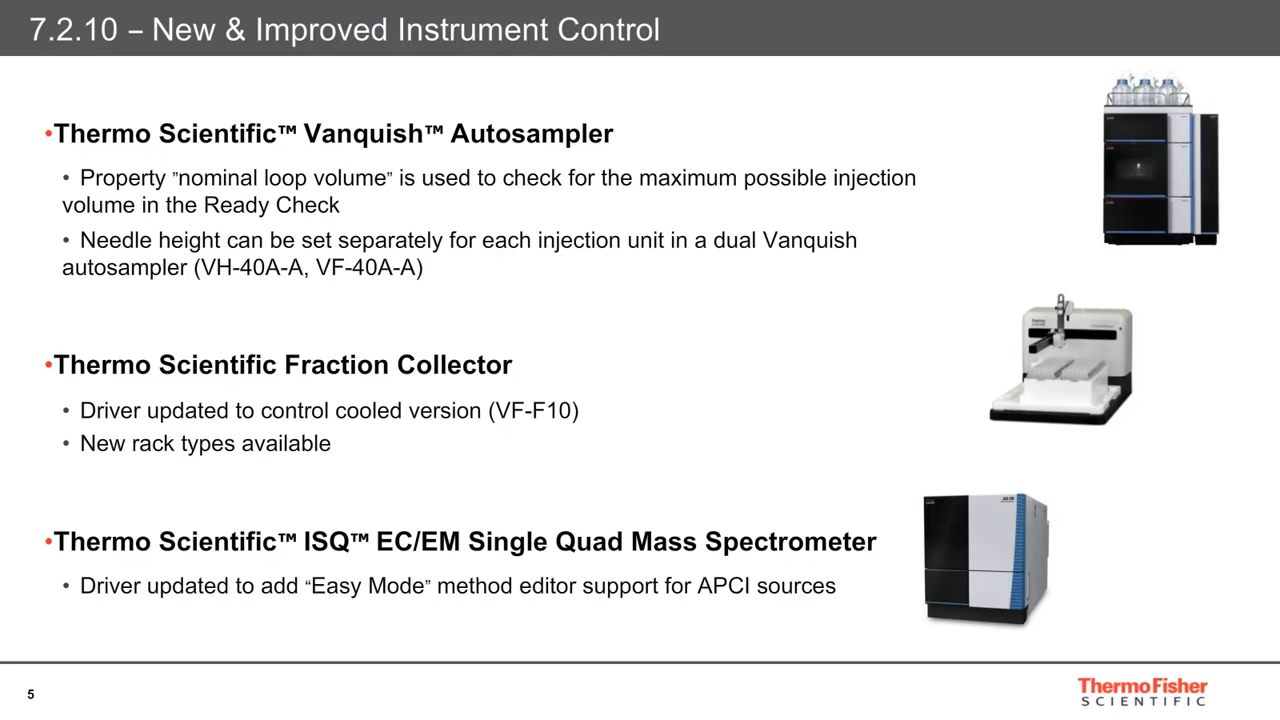 7.2.10 – New & Improved Instrument Control
•Thermo Scientific™ Vanquish™ Autosampler
• Property ”nominal loop volume” is used to check for the maximum possible injection
volume in the Ready Check
• Needle height can be set separately for each injection unit in a dual Vanquish
autosampler (VH-40A-A, VF-40A-A)
•Thermo Scientific Fraction Collector
• Driver updated to control cooled version (VF-F10)
• New rack types available
•Thermo Scientific™ ISQ™ EC/EM Single Quad Mass Spectrometer
• Driver updated to add “Easy Mode” method editor support for APCI sources
5
ThermoFisher
SCIENTIFIC